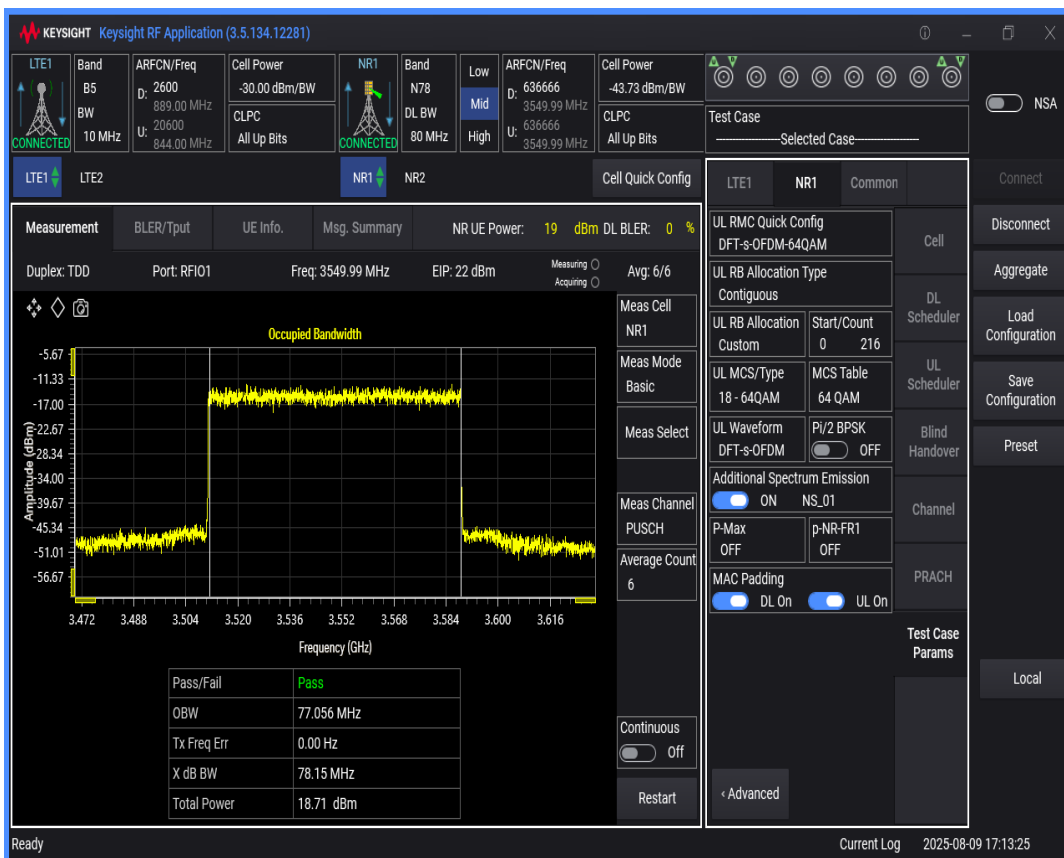 KEYSIGHT Keysight RF Application (3.5.134.12281)
LTE1 Band ARFCN/Freq Cell Power NR1 Band Low ARFCN/Freq Cell Power
B5 D: 2600 -30.00 dBm/BW N78 D: 636666 -43.73 dBm/BW
889.00 MHz 3549.99 MHz
BW CLPC DL BW Mid CLPC
CONNECTED 10 MHz U: 20600 All Up Bits CONNECTED 80 MHz High U: 636666 All Up Bits
844.00 MHz 3549.99 MHz
Test Case
---Selected Case---
NSA
LTE1 LTE2 NR1 NR2 Cell Quick Config
Measurement BLER/Tput UE Info. Msg. Summary NR UE Power: 19 dBm DL BLER: 0 %
Duplex: TDD Port: RFIO1 Freq: 3549.99 MHz EIP: 22 dBm Measuring Avg: 6/6
Acquiring
Occupied Bandwidth
Amplitude (dBm)
-5.67
-11.33
-17.00
-22.67
-28.34
-34.00
-39.67
-45.34
-51.01
-56.67
3.472 3.488 3.504 3.520 3.536 3.552 3.568 3.584 3.600 3.616
Frequency (GHz)
Pass/Fail Pass
OBW 77.056 MHz
Tx Freq Err 0.00 Hz
X dB BW 78.15 MHz
Total Power 18.71 dBm
Meas Cell
NR1
Meas Mode
Basic
Meas Select
Meas Channel
PUSCH
Average Count
6
Continuous
Off
Restart
LTE1 NR1 Common
UL RMC Quick Config
DFT-s-OFDM-64QAM
UL RB Allocation Type
Contiguous
UL RB Allocation Start/Count
Custom 0 216
UL MCS/Type MCS Table
18 - 64QAM 64 QAM
UL Waveform Pi/2 BPSK
DFT-s-OFDM OFF
Additional Spectrum Emission
ON NS_01
P-Max p-NR-FR1
OFF OFF
MAC Padding
DL On UL On
‹ Advanced
Cell
DL
Scheduler
UL
Scheduler
Blind
Handover
Channel
PRACH
Test Case
Params
Connect
Disconnect
Aggregate
Load
Configuration
Save
Configuration
Preset
Local
Ready Current Log 2025-08-09 17:13:25